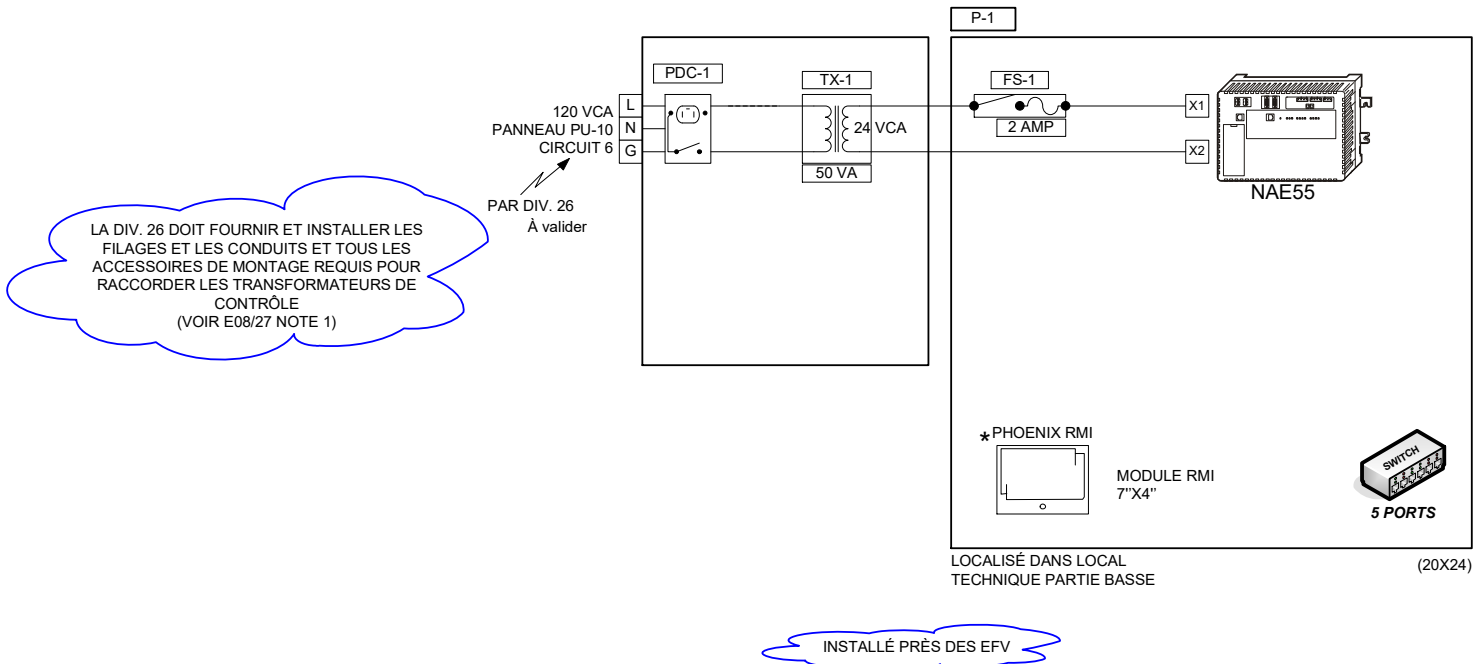 P-1
PDC-1
TX-1
FS-1
L
N
G
120 VCA
PANNEAU PU-10
CIRCUIT 6
24 VCA
2 AMP
50 VA
X1
X2
NAE55
PAR DIV. 26
À valider
LA DIV. 26 DOIT FOURNIR ET INSTALLER LES
FILAGES ET LES CONDUITS ET TOUS LES
ACCESSOIRES DE MONTAGE REQUIS POUR
RACCORDER LES TRANSFORMATEURS DE
CONTRÔLE
(VOIR E08/27 NOTE 1)
*PHOENIX RMI
MODULE RMI
7"X4"
SWITCH
5 PORTS
LOCALISÉ DANS LOCAL
TECHNIQUE PARTIE BASSE
(20X24)
INSTALLÉ PRÈS DES EFV